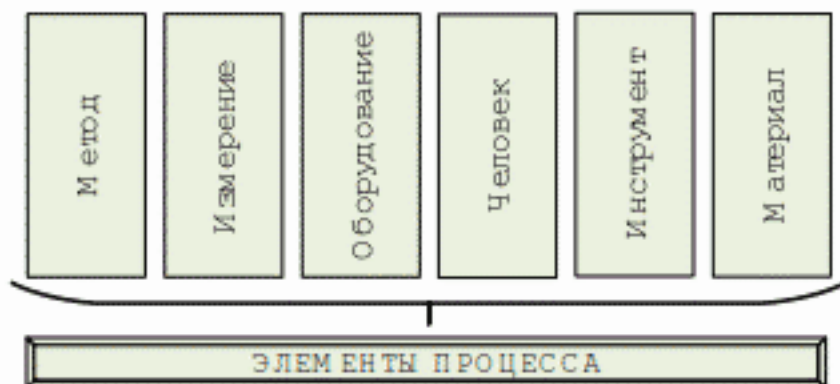 Метод
Измерение
Оборудование
Человек
Инструмент
Материал
ЭЛЕМЕНТЫ ПРОЦЕССА